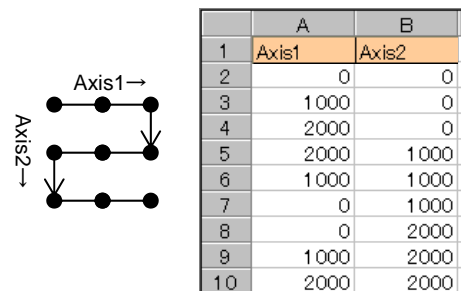 Axis1→
Axis2→
A B
1 Axis1 Axis2
2 0 0
3 1000 0
4 2000 0
5 2000 1000
6 1000 1000
7 0 1000
8 0 2000
9 1000 2000
10 2000 2000